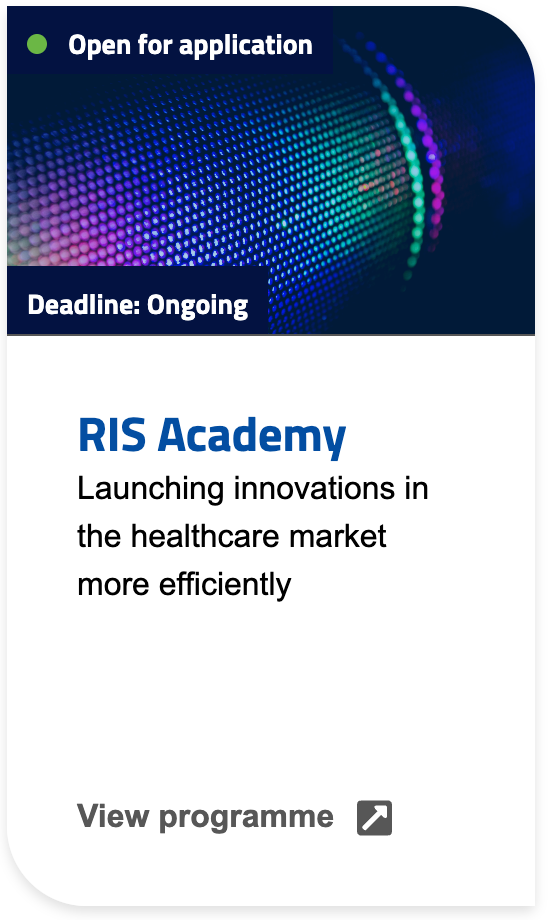 Open for application
Deadline: Ongoing
RIS Academy
Launching innovations in
the healthcare market
more efficiently
View programme